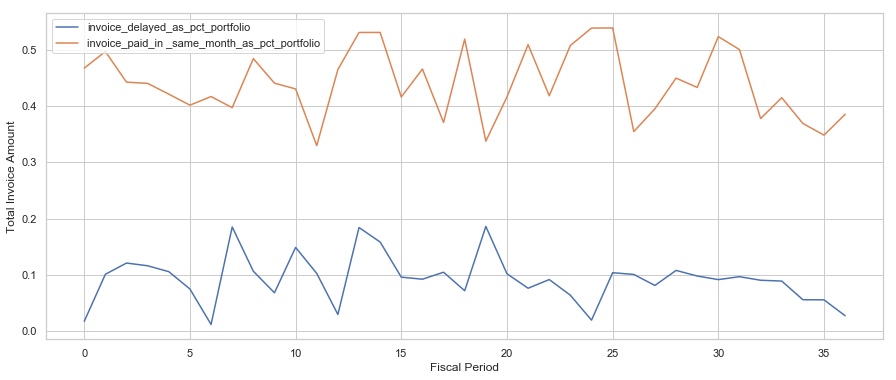 invoice_delayed_as_pct_portfolio
invoice_paid_in _same_month_as_pct_portfolio
Total Invoice Amount
0.5
0.4
0.3
0.2
0.1
0.0
0 5 10 15 20 25 30 35
Fiscal Period